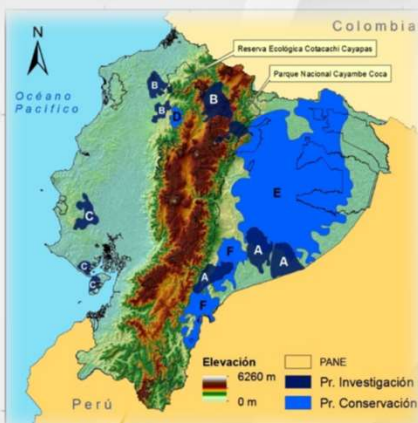 Colombia
N
Reserva Ecológica Cotacachi Cayapas
Parque Nacional Cayambe Coca
Océano
Pacífico
B
B
B
D
E
C
C
C
F
A
A
A
F
Elevación
6260 m
0 m
PANE
Pr. Investigación
Pr. Conservación
Perú